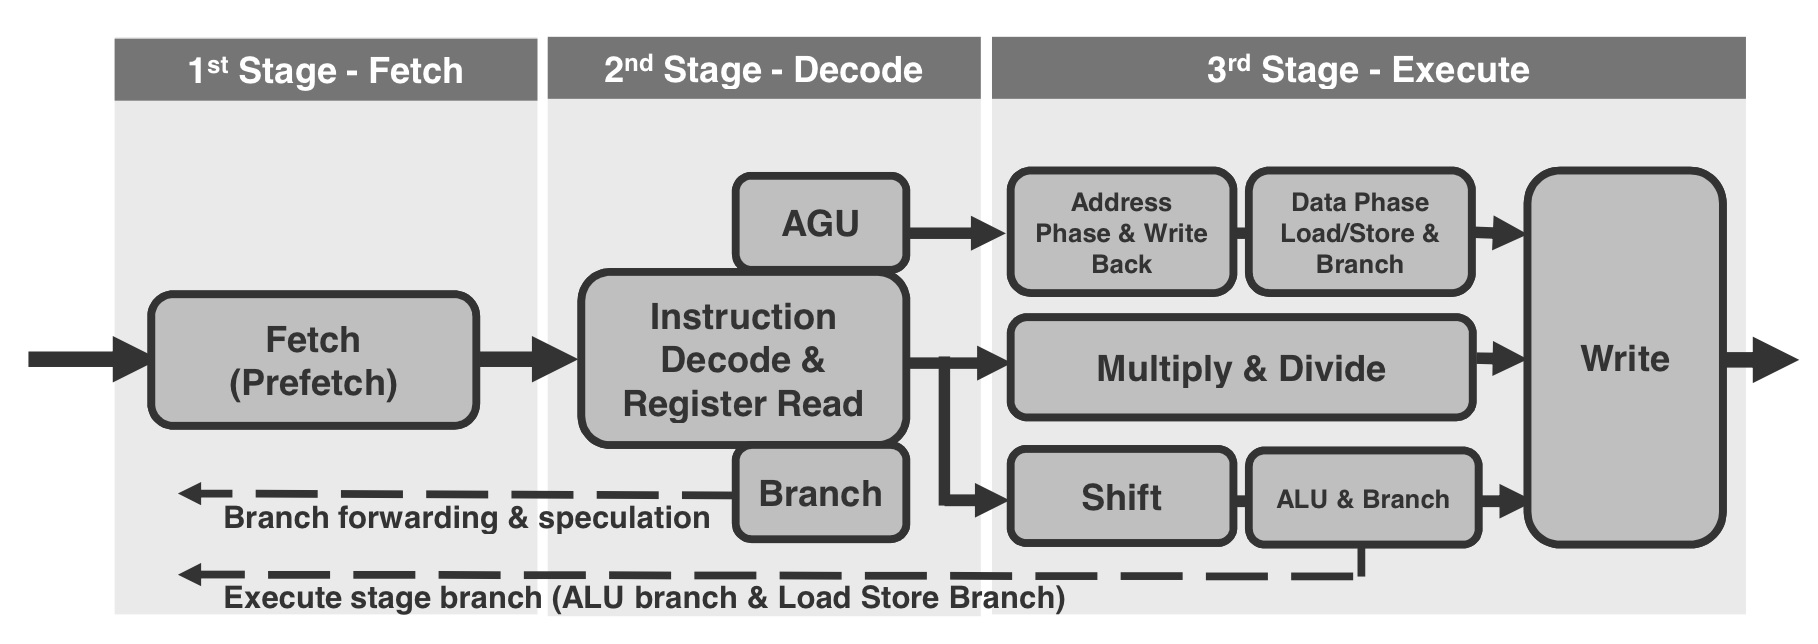 1st Stage - Fetch
2nd Stage - Decode
3rd Stage - Execute
Fetch
(Prefetch)
AGU
Instruction
Decode &
Register Read
Branch
Address
Phase & Write
Back
Data Phase
Load/Store &
Branch
Multiply & Divide
Shift
ALU & Branch
Write
Branch forwarding & speculation
Execute stage branch (ALU branch & Load Store Branch)